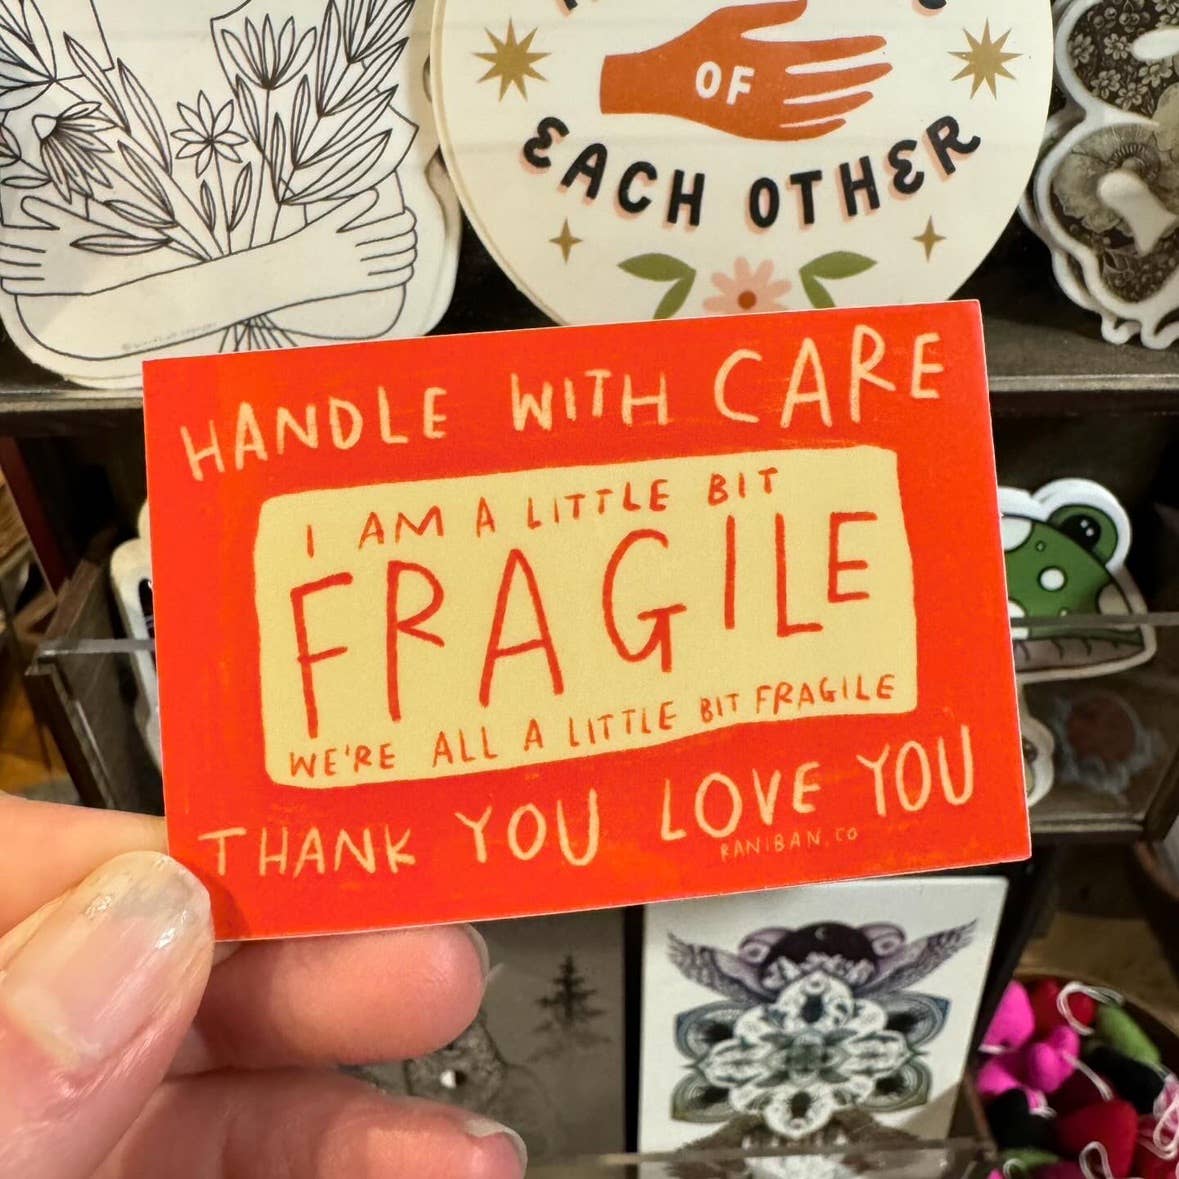 OF
EACH OTHER
HANDLE WITH CARE
I AM A LITTLE BIT
FRAGILE
WE'RE ALL A LITTLE BIT FRAGILE
THANK YOU LOVE YOU
RANIBAN.CO